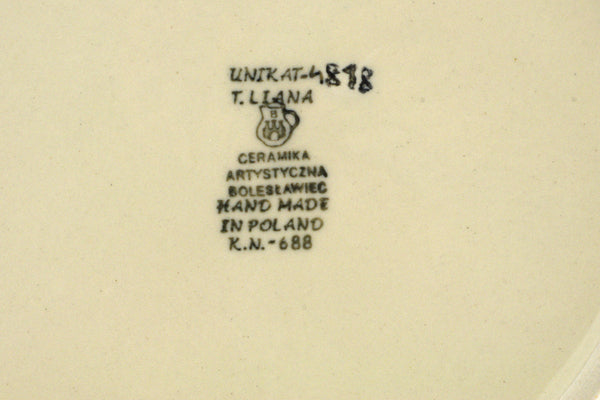 UNIKAT-4818
T. LIANA
B
CERAMIKA
ARTYSTYCZNA
BOLESŁAWIEC
HAND MADE
IN POLAND
K.N.-688